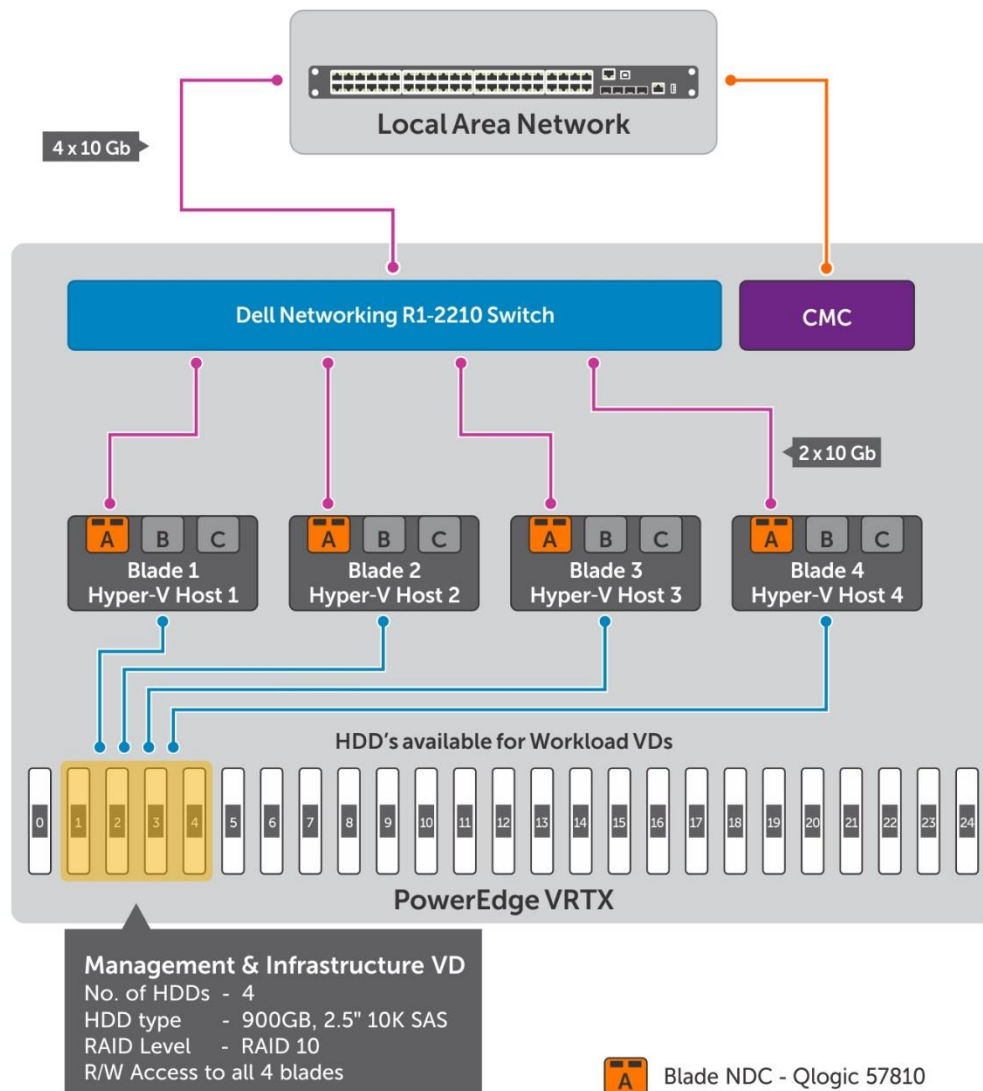 Local Area Network
4 x 10 Gb
Dell Networking R1-2210 Switch
CMC
2 x 10 Gb
A B C
Blade 1
Hyper-V Host 1
A B C
Blade 2
Hyper-V Host 2
A B C
Blade 3
Hyper-V Host 3
A B C
Blade 4
Hyper-V Host 4
HDD's available for Workload VDs
0 1 2 3 4 5 6 7 8 9 10 11 12 13 14 15 16 17 18 19 20 21 22 23 24
PowerEdge VRTX
Management & Infrastructure VD
No. of HDDs - 4
HDD type - 900GB, 2.5" 10K SAS
RAID Level - RAID 10
R/W Access to all 4 blades
A Blade NDC - Qlogic 57810